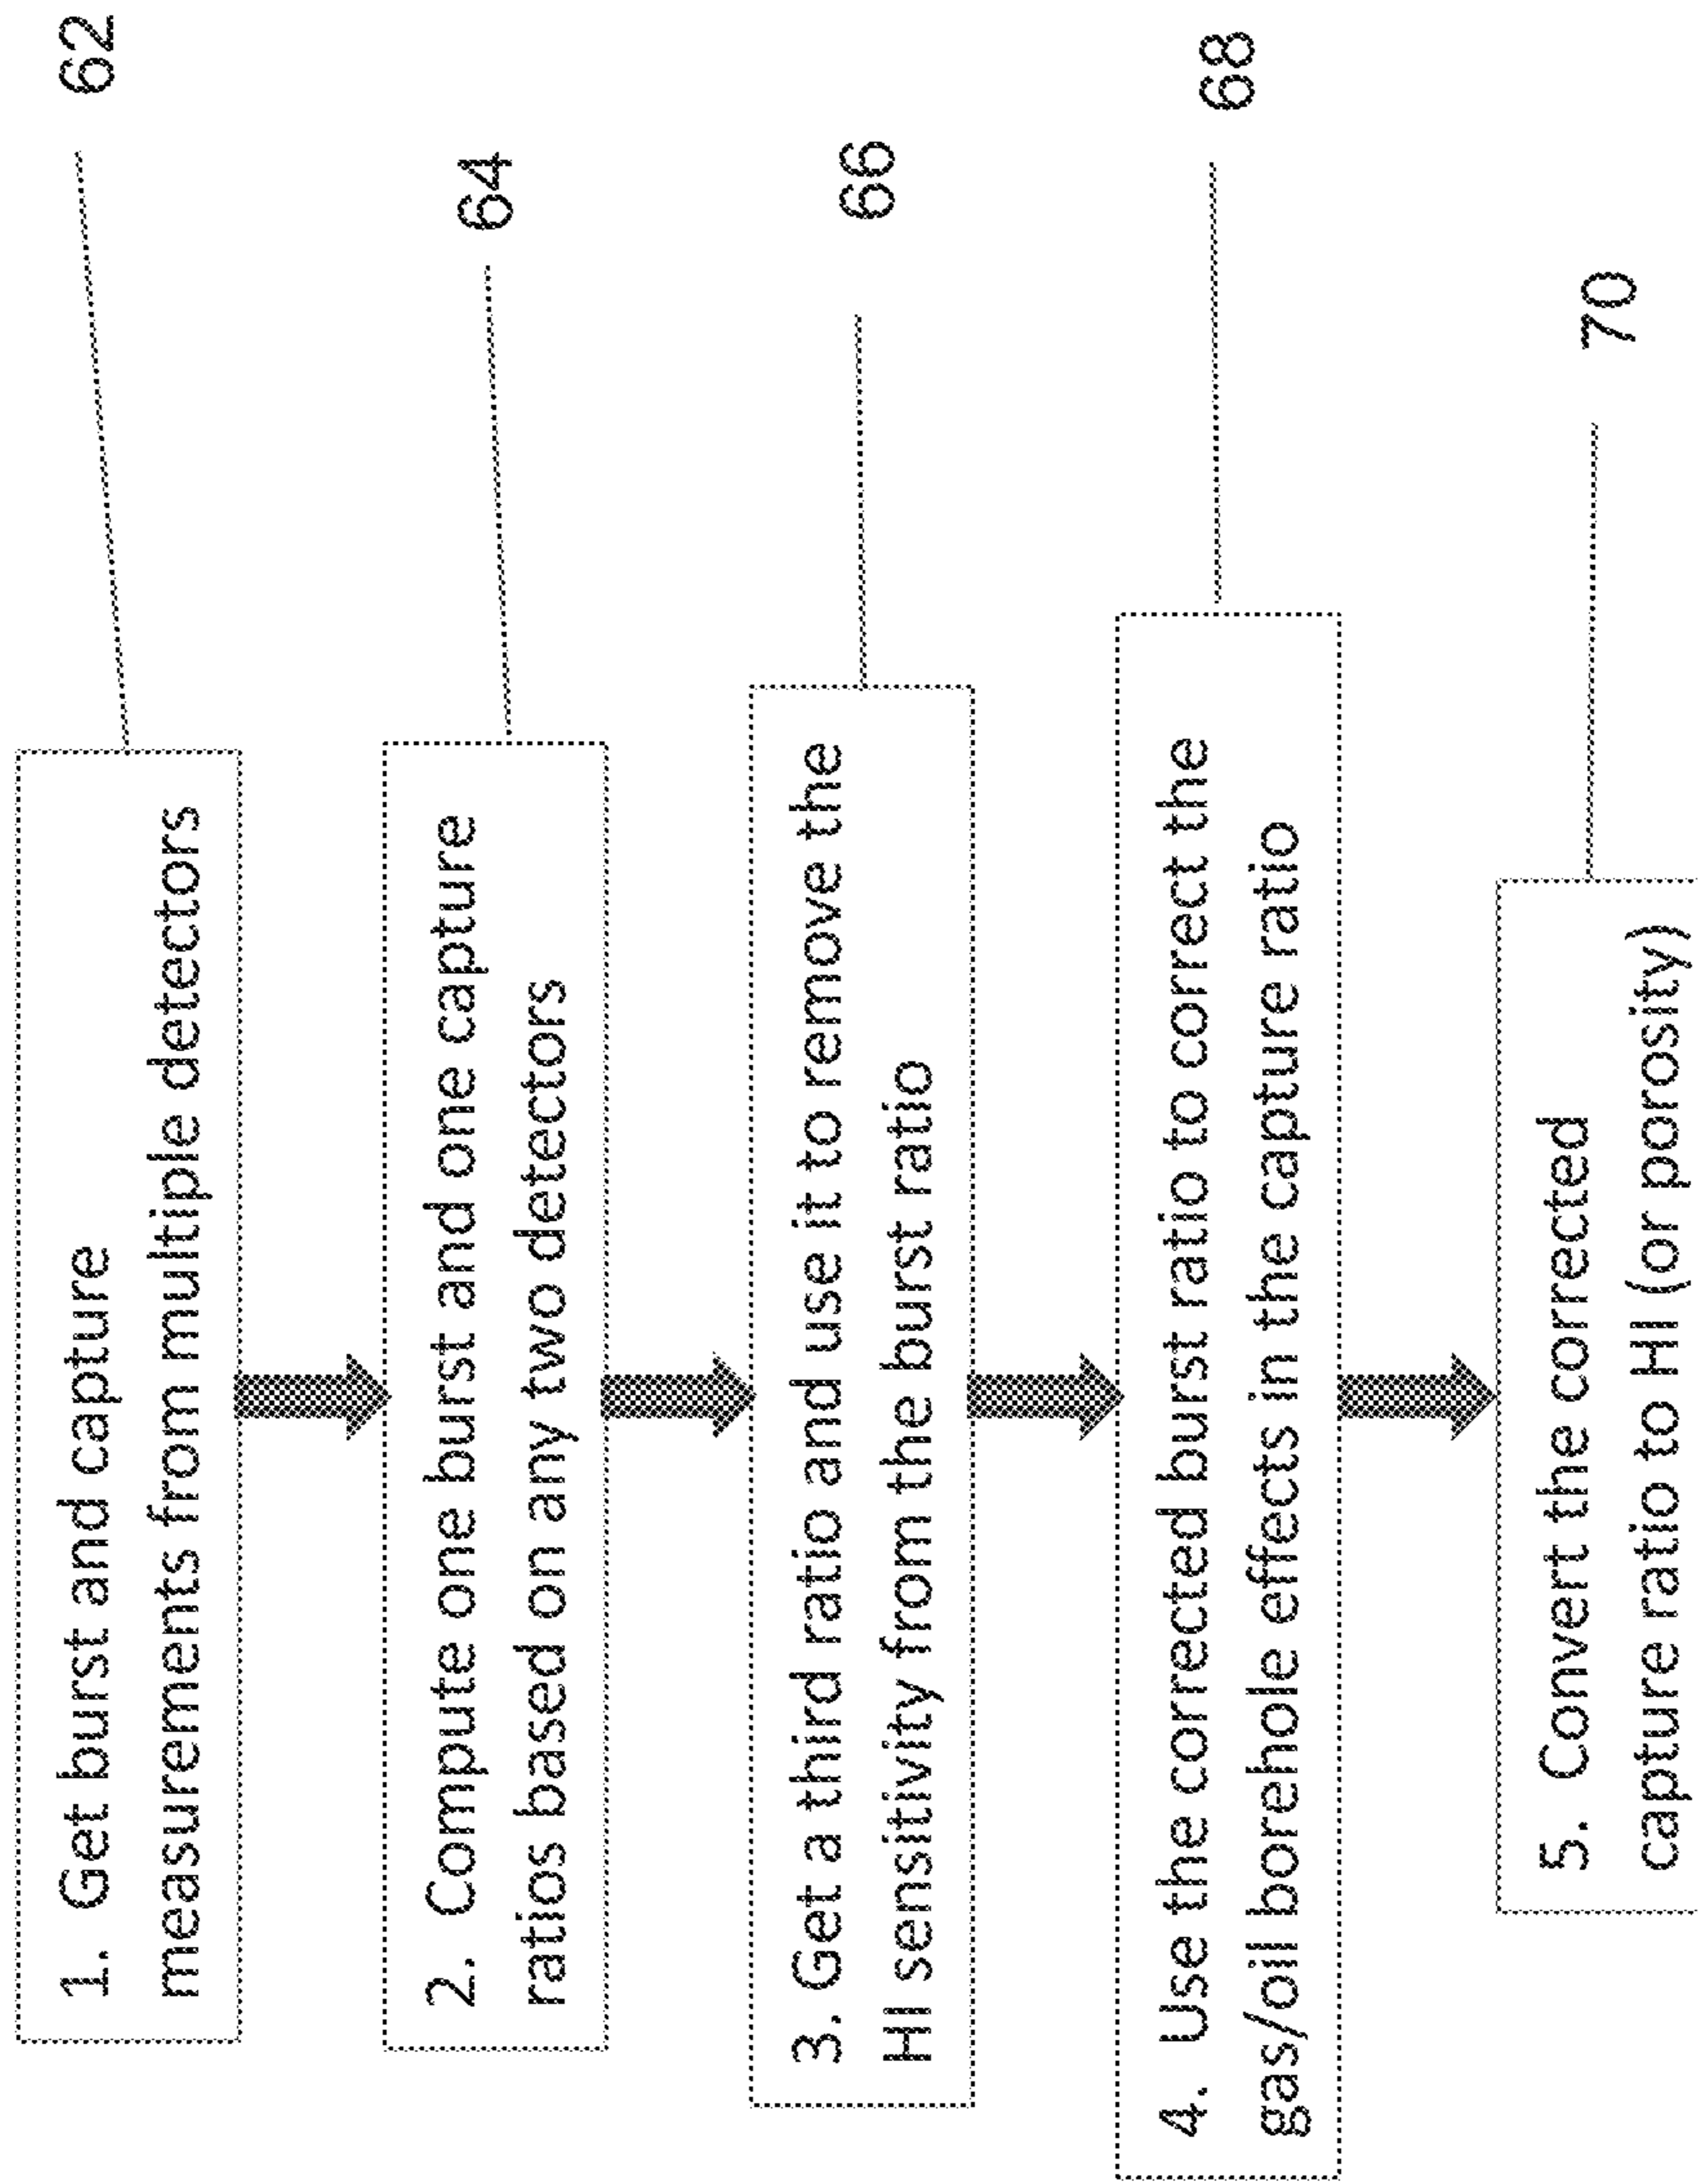 1. Get burst and capture
measurements from multiple detectors
62
2. Compute one burst and one capture
ratios based on any two detectors
64
3. Get a third ratio and use it to remove the
HI sensitivity from the burst ratio
66
4. Use the corrected burst ratio to correct the
gas/oil borehole effects in the capture ratio
68
5. Convert the corrected
capture ratio to HI (or porosity)
70